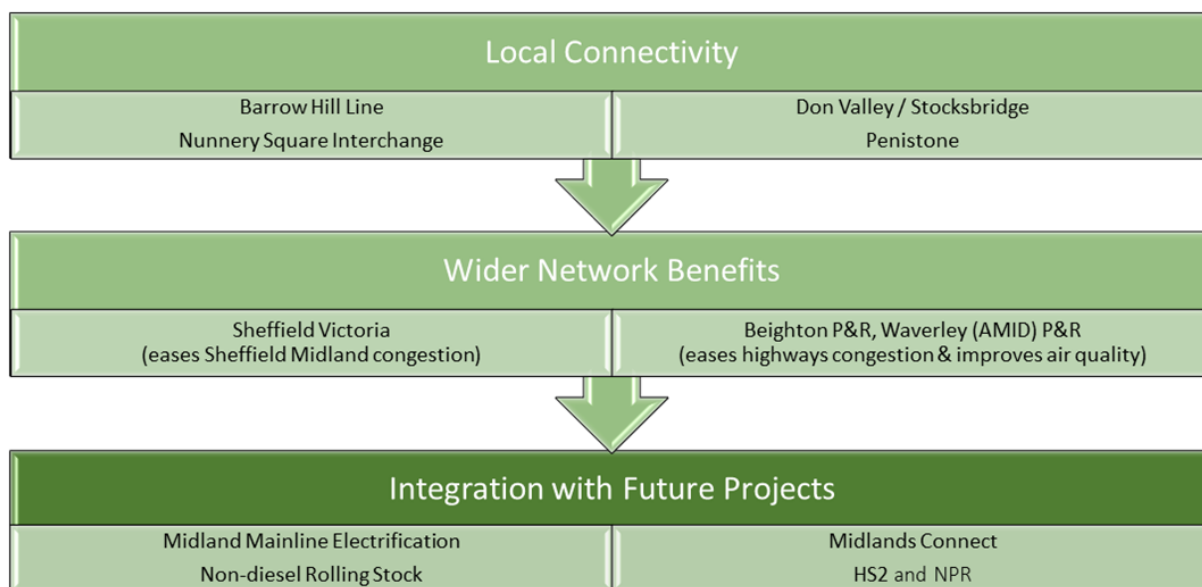 Local Connectivity
Barrow Hill Line
Nunnery Square Interchange
Don Valley / Stocksbridge
Penistone
Wider Network Benefits
Sheffield Victoria
(eases Sheffield Midland congestion)
Beighton P&R, Waverley (AMID) P&R
(eases highways congestion & improves air quality)
Integration with Future Projects
Midland Mainline Electrification
Non-diesel Rolling Stock
Midlands Connect
HS2 and NPR